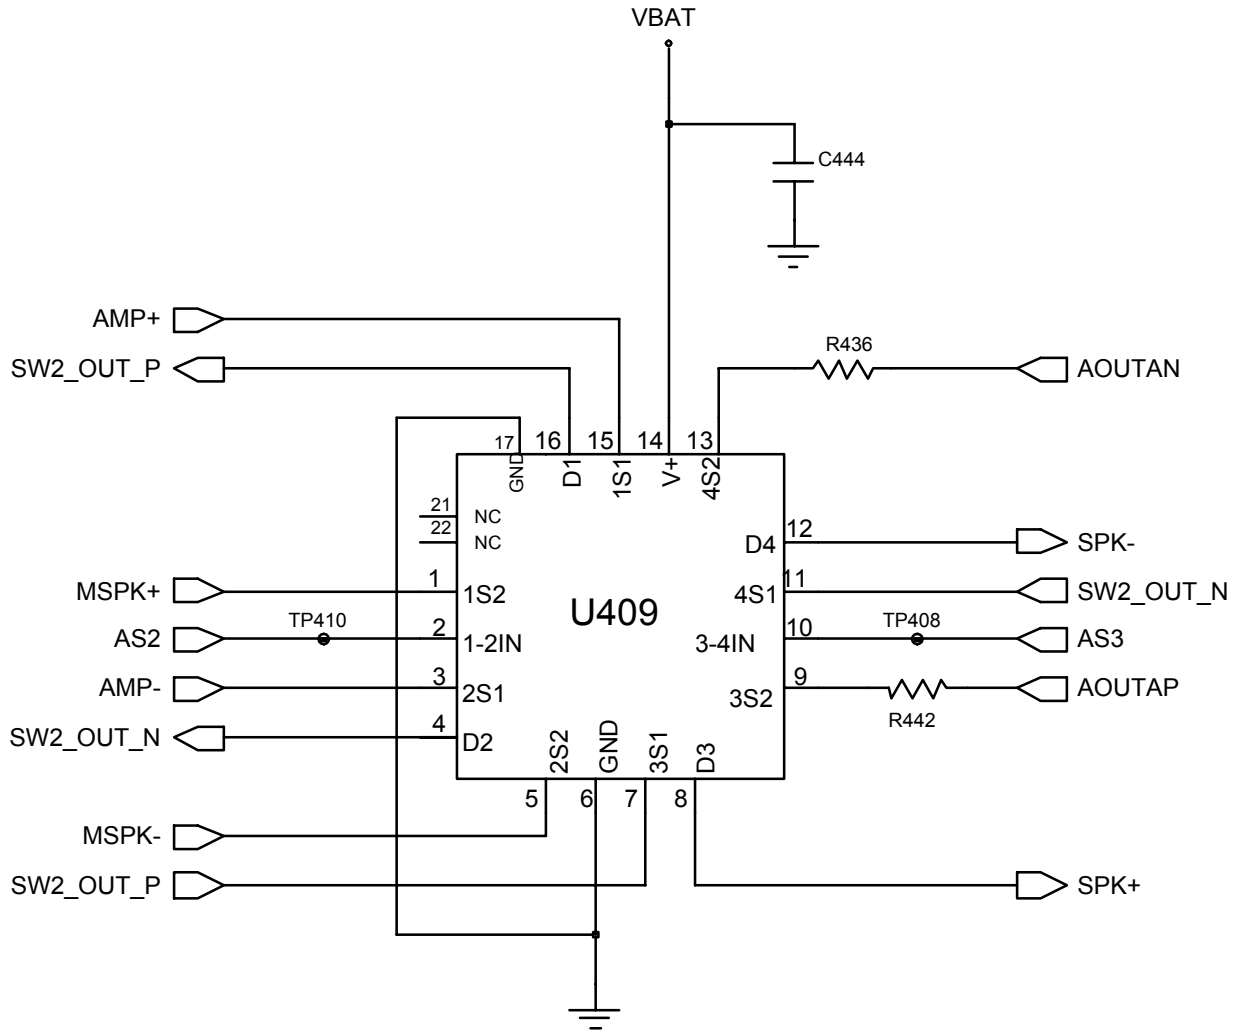 VBAT
C444
AMP+
SW2_OUT_P
R436
AOUTAN
17 16 15 14 13
GND D1 1S1 V+ 4S2
21 NC
22 NC
12 D4 SPK-
MSPK+ 1 1S2
4S1 11 SW2_OUT_N
U409
AS2 TP410 2 1-2IN
3-4IN 10 TP408 AS3
AMP- 3 2S1
3S2 9 AOUTAP
R442
SW2_OUT_N 4 D2
2S2 GND 3S1 D3
5 6 7 8
MSPK-
SW2_OUT_P
SPK+